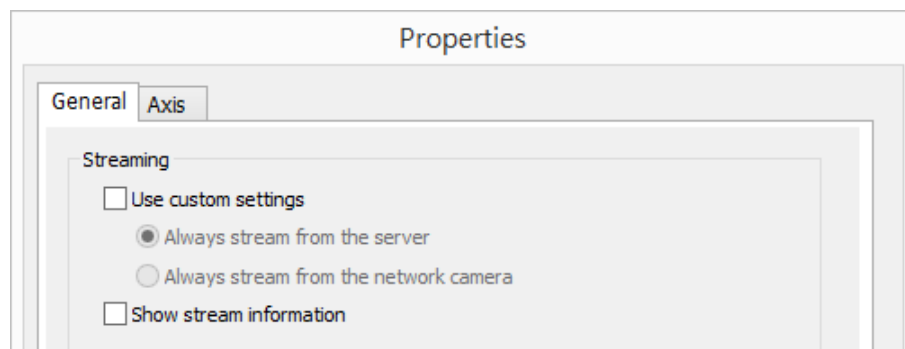 Properties
General Axis
Streaming
Use custom settings
Always stream from the server
Always stream from the network camera
Show stream information